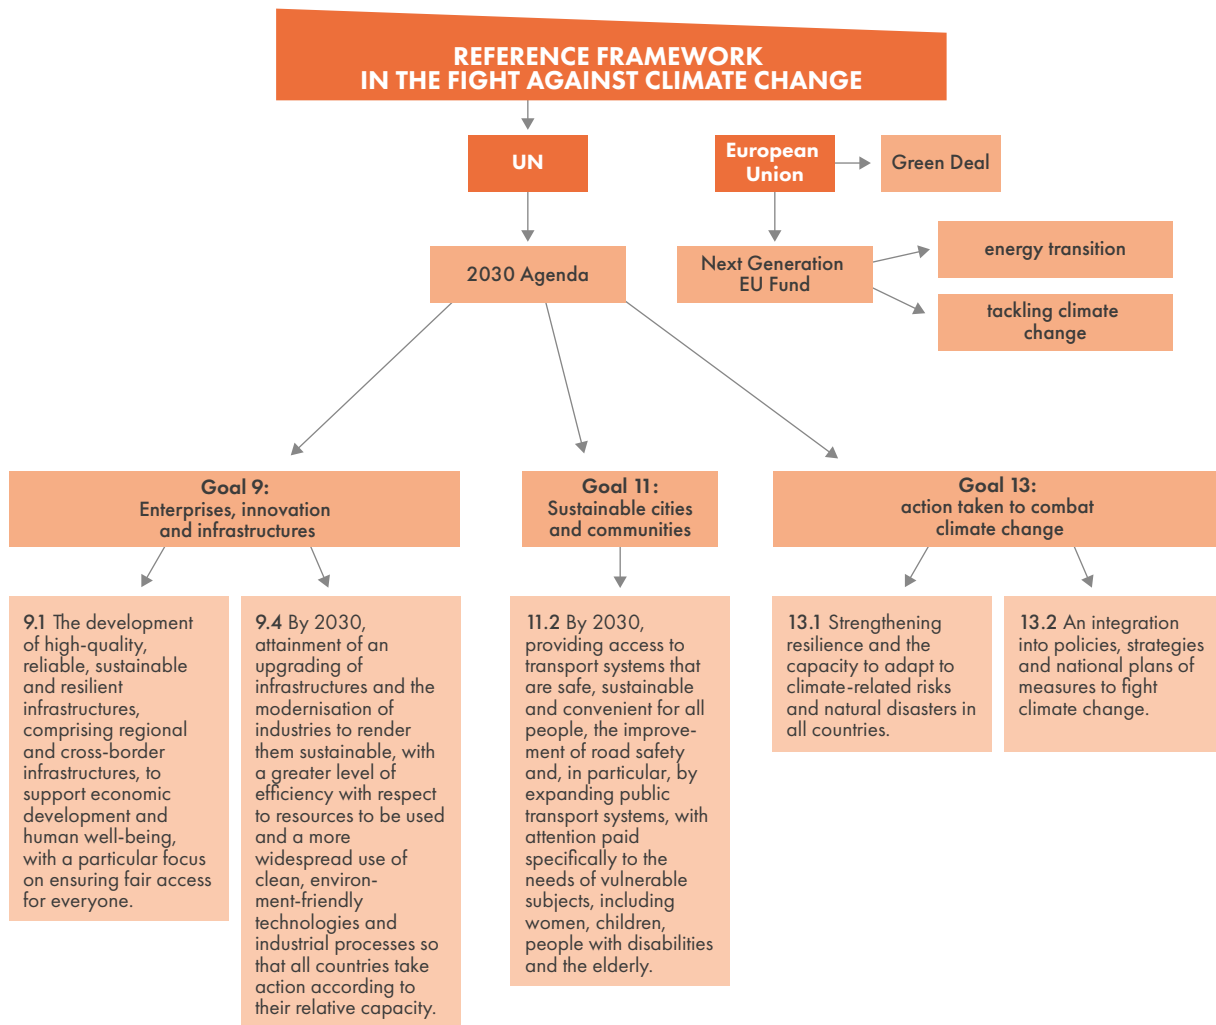 REFERENCE FRAMEWORK
IN THE FIGHT AGAINST CLIMATE CHANGE
UN
European
Union
Green Deal
2030 Agenda
Next Generation
EU Fund
energy transition
tackling climate
change
Goal 9:
Enterprises, innovation
and infrastructures
Goal 11:
Sustainable cities
and communities
Goal 13:
action taken to combat
climate change
9.1 The development
of high-quality,
reliable, sustainable
and resilient
infrastructures,
comprising regional
and cross-border
infrastructures, to
support economic
development and
human well-being,
with a particular focus
on ensuring fair access
for everyone.
9.4 By 2030,
attainment of an
upgrading of
infrastructures and the
modernisation of
industries to render
them sustainable, with
a greater level of
efficiency with respect
to resources to be used
and a more
widespread use of
clean, environ-
ment-friendly
technologies and
industrial processes so
that all countries take
action according to
their relative capacity.
11.2 By 2030,
providing access to
transport systems that
are safe, sustainable
and convenient for all
people, the improve-
ment of road safety
and, in particular, by
expanding public
transport systems, with
attention paid
specifically to the
needs of vulnerable
subjects, including
women, children,
people with disabilities
and the elderly.
13.1 Strengthening
resilience and the
capacity to adapt to
climate-related risks
and natural disasters in
all countries.
13.2 An integration
into policies, strategies
and national plans of
measures to fight
climate change.